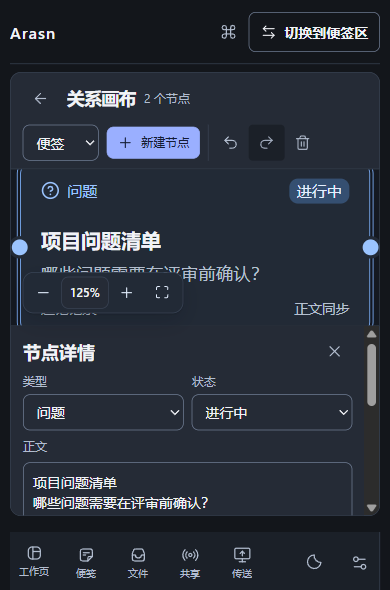 Arasn
⌘ 切换到便签区
关系画布 2 个节点
便签 新建节点
问题 进行中
项目问题清单
哪些问题需要在评审前确认？
125%
正文同步
节点详情
类型 状态
问题 进行中
正文
项目问题清单
哪些问题需要在评审前确认？
工作页 便签 文件 共享 传送